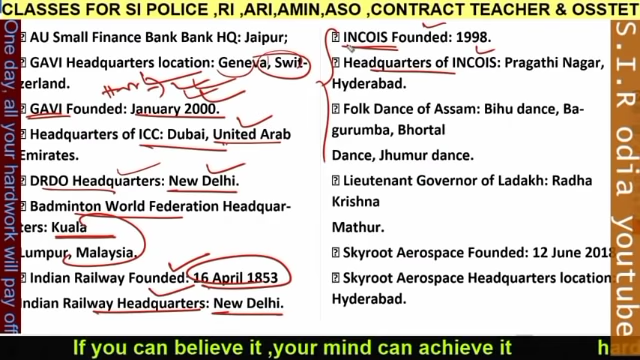 CLASSES FOR SI POLICE ,RI ,ARI,AMIN,ASO ,CONTRACT TEACHER & OSSTET
One day, all your hardwork will pay off
AU Small Finance Bank Bank HQ: Jaipur;
GAVI Headquarters location: Geneva, Swit-
zerland.
GAVI Founded: January 2000.
Headquarters of ICC: Dubai, United Arab
Emirates.
DRDO Headquarters: New Delhi.
Badminton World Federation Headquar-
ters: Kuala
Lumpur, Malaysia.
Indian Railway Founded: 16 April 1853
Indian Railway Headquarters: New Delhi.
INCOIS Founded: 1998.
Headquarters of INCOIS: Pragathi Nagar,
Hyderabad.
Folk Dance of Assam: Bihu dance, Ba-
gurumba, Bhortal
Dance, Jhumur dance.
Lieutenant Governor of Ladakh: Radha
Krishna
Mathur.
Skyroot Aerospace Founded: 12 June 2018
Skyroot Aerospace Headquarters location
Hyderabad.
S.I.R odia youtube
If you can believe it ,your mind can achieve it